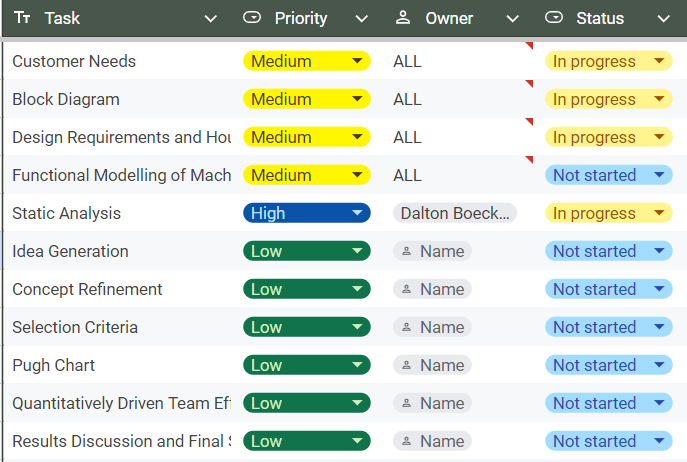 Tт Task Priority Owner Status
Customer Needs Medium ALL In progress
Block Diagram Medium ALL In progress
Design Requirements and Hou Medium ALL In progress
Functional Modelling of Mach Medium ALL Not started
Static Analysis High Dalton Boeck... In progress
Idea Generation Low Name Not started
Concept Refinement Low Name Not started
Selection Criteria Low Name Not started
Pugh Chart Low Name Not started
Quantitatively Driven Team Eff Low Name Not started
Results Discussion and Final S Low Name Not started